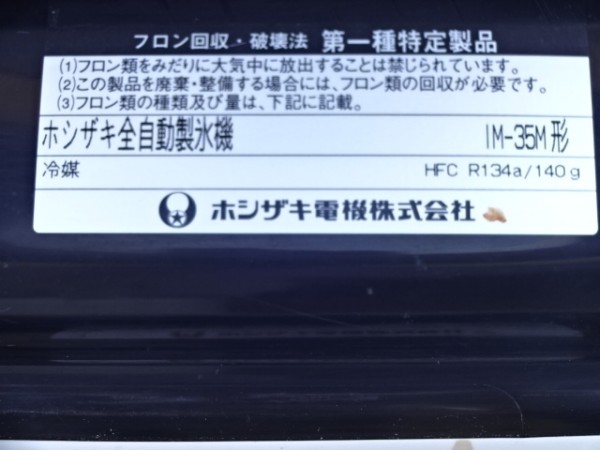 フロン回収・破壊法 第一種特定製品
(1)フロン類をみだりに大気中に放出することは禁じられています。
(2)この製品を廃棄・整備する場合には、フロン類の回収が必要です。
(3)フロン類の種類及び量は、下記に記載。
ホシザキ全自動製氷機 IM-35M形
冷媒 HFC R134a/140g
ホシザキ電機株式会社